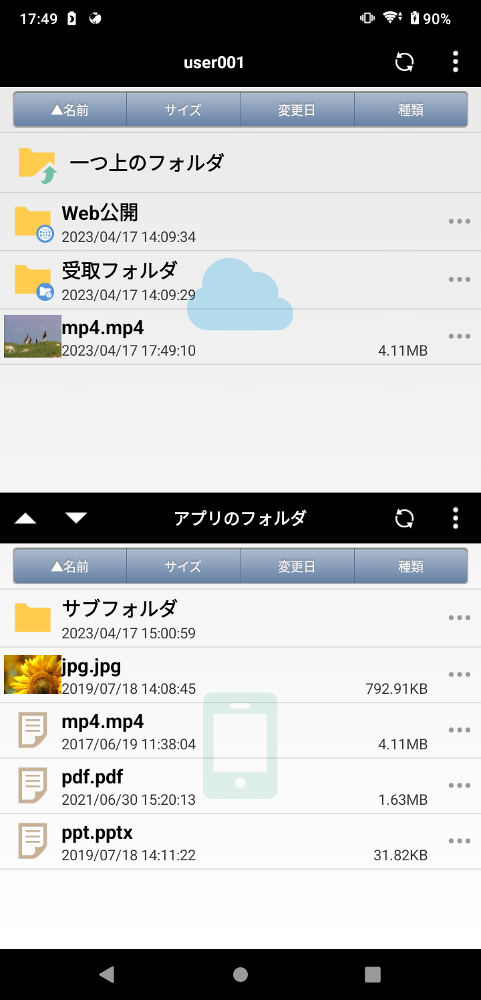 17:49 90%
user001
▲名前 サイズ 変更日 種類
一つ上のフォルダ
Web公開
2023/04/17 14:09:34
受取フォルダ
2023/04/17 14:09:29
mp4.mp4
2023/04/17 17:49:10 4.11MB
アプリのフォルダ
▲名前 サイズ 変更日 種類
サブフォルダ
2023/04/17 15:00:59
jpg.jpg
2019/07/18 14:08:45 792.91KB
mp4.mp4
2017/06/19 11:38:04 4.11MB
pdf.pdf
2021/06/30 15:20:13 1.63MB
ppt.pptx
2019/07/18 14:11:22 31.82KB